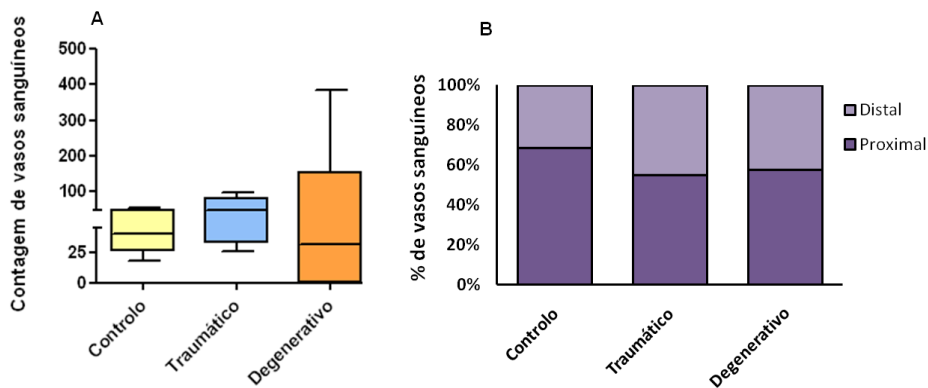 A
Contagem de vasos sanguíneos
500
400
300
200
100
25
0
Controlo
Traumático
Degenerativo
B
% de vasos sanguíneos
100%
80%
60%
40%
20%
0%
Controlo
Traumático
Degenerativo
Distal
Proximal